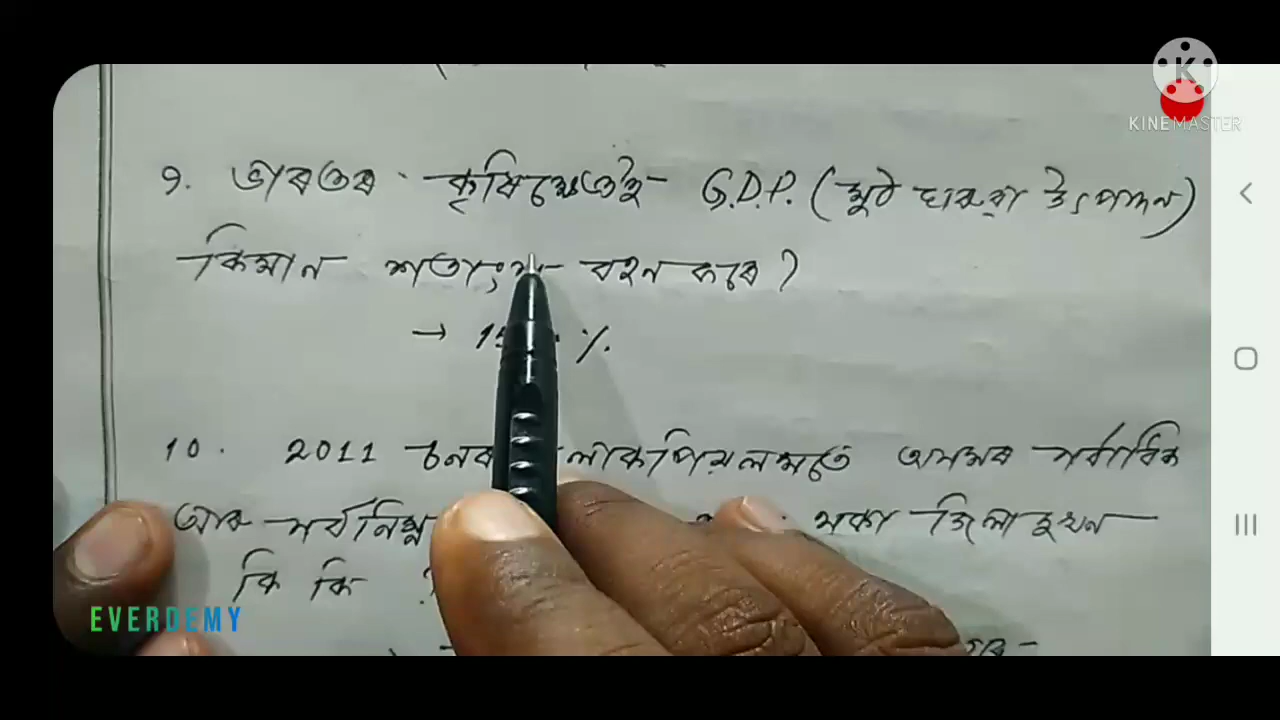 KINEMASTER
9. ভাৰতৰ কৃষিক্ষেত্ৰই G.D.P. (মুঠ ঘৰুৱা উৎপাদন)
কিমান শতাংশ বহন কৰে?
→ %
10. 2011 চনৰ লোকপিয়লমতে অসমৰ সৰ্বাধিক
আৰু সৰ্বনিম্ন থকা জিলা দুখন
কি কি
EVERDEMY